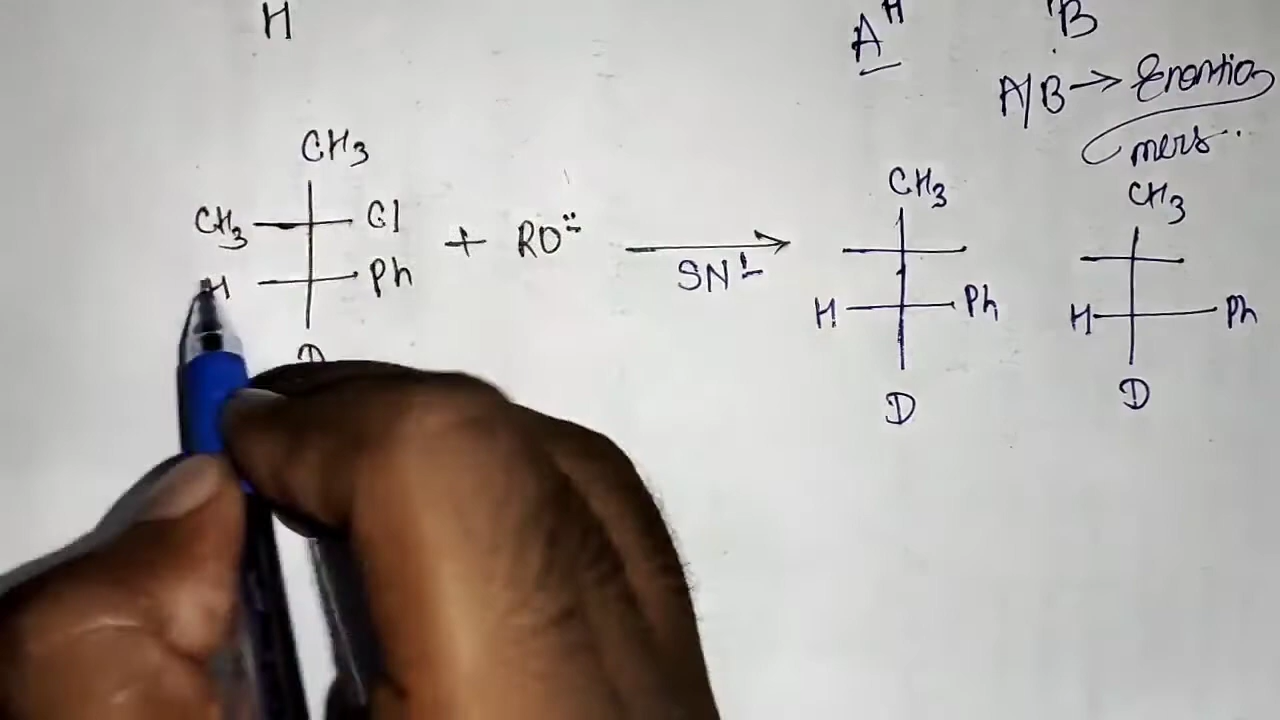 H
A H
B
A/B → Enantio
mers..
CH3
CH3 Cl
H Ph
D
+ RO:
SN1
CH3
H Ph
D
CH3
H Ph
D